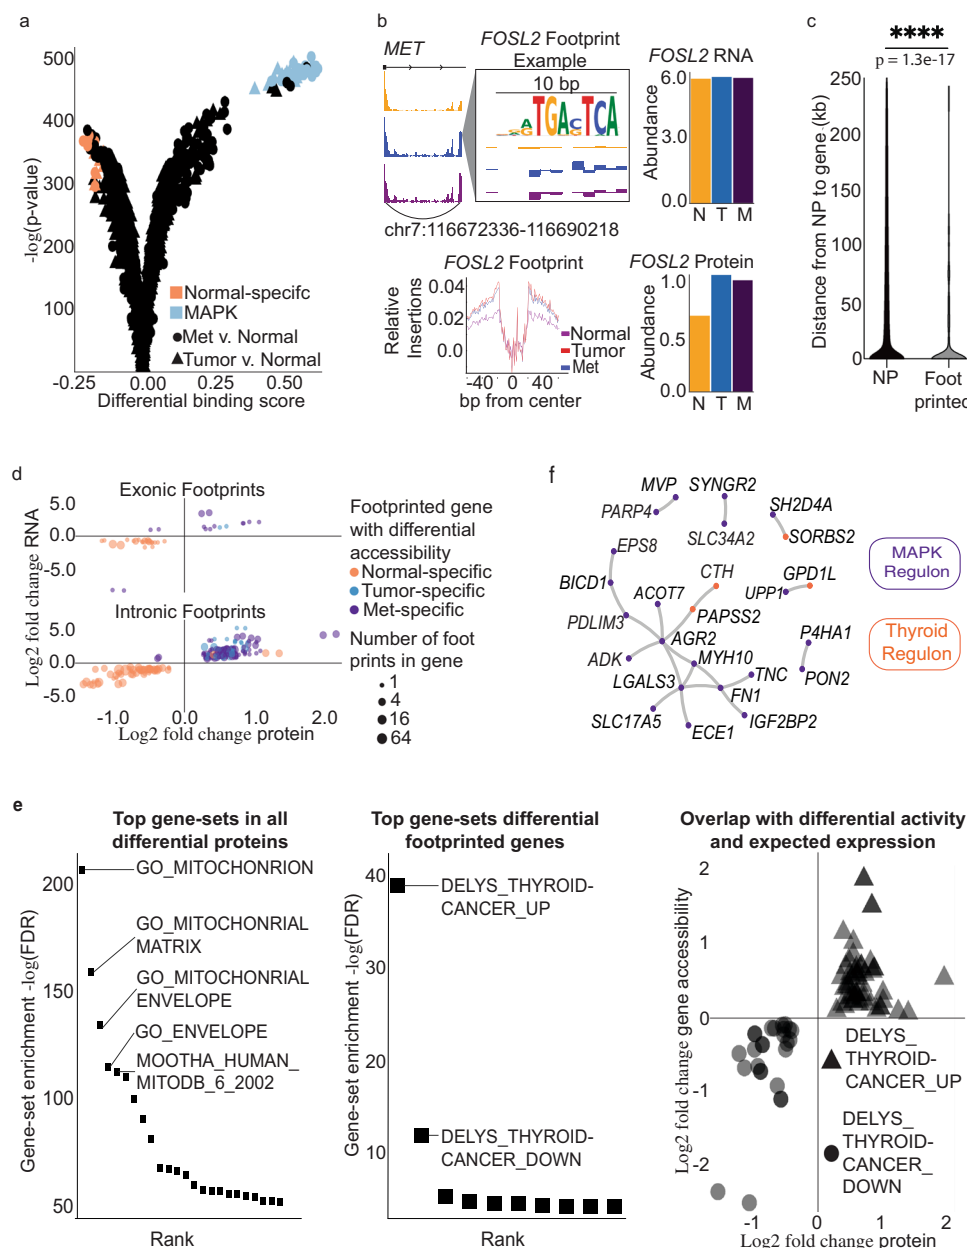 a
500
400
300
200
100
-log(p-value)
Normal-specifc
MAPK
Met v. Normal
Tumor v. Normal
-0.25
0.00
0.25
0.50
Differential binding score
b
MET
FOSL2 Footprint
Example
10 bp
TGA
TCA
chr7:116672336-116690218
FOSL2 RNA
6.0
3.0
0.0
Abundance
N T M
FOSL2 Footprint
0.04
0.02
0.0
Relative
Insertions
Normal
Tumor
Met
-40 0 40
bp from center
FOSL2 Protein
1.0
0.5
0.0
Abundance
N T M
c
****
p = 1.3e-17
250
200
150
100
50
0
Distance from NP to gene (kb)
NP
Foot
printed
d
Exonic Footprints
5.0
0.0
-5.0
Intronic Footprints
5.0
0.0
-5.0
Log2 fold change RNA
-1.0
0.0
1.0
2.0
Log2 fold change protein
Footprinted gene
with differential
accessibility
Normal-specific
Tumor-specific
Met-specific
Number of foot
prints in gene
1
4
16
64
f
MVP
SYNGR2
PARP4
SH2D4A
SLC34A2
SORBS2
EPS8
CTH
GPD1L
BICD1
ACOT7
UPP1
PDLIM3
PAPSS2
AGR2
P4HA1
ADK
MYH10
LGALS3
TNC
PON2
FN1
SLC17A5
IGF2BP2
ECE1
MAPK
Regulon
Thyroid
Regulon
e
Top gene-sets in all
differential proteins
200
150
100
50
Gene-set enrichment -log(FDR)
GO_MITOCHONRION
GO_MITOCHONRIAL
MATRIX
GO_MITOCHONRIAL
ENVELOPE
GO_ENVELOPE
MOOTHA_HUMAN_
MITODB_6_2002
Rank
Top gene-sets differential
footprinted genes
40
30
20
10
Gene-set enrichment -log(FDR)
DELYS_THYROID-
CANCER_UP
DELYS_THYROID-
CANCER_DOWN
Rank
Overlap with differential activity
and expected expression
2
1
0
-1
-2
Log2 fold change gene accessibility
DELYS_
THYROID-
CANCER_UP
DELYS_
THYROID-
CANCER_
DOWN
-1
0
1
2
Log2 fold change protein